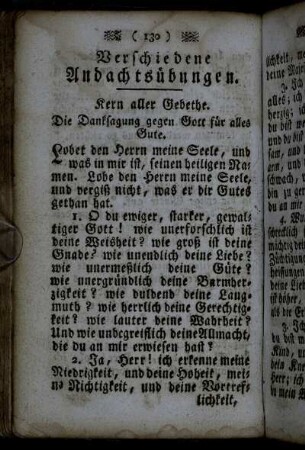 ( 130 )
Verschiedene
Andachtsübungen.
Kern aller Gebethe.
Die Danksagung gegen Gott für alles
Gute.
Lobet den Herrn meine Seele, und
was in mir ist, seinen heiligen Na=
men. Lobe den Herrn meine Seele,
und vergiß nicht, was er dir Gutes
gethan hat.
1. O du ewiger, starker, gewal=
tiger Gott! wie unerforschlich ist
deine Weisheit? wie groß ist deine
Gnade? wie unendlich deine Liebe?
wie unermeßlich deine Güte?
wie unergründlich deine Barmher=
zigkeit? wie duldend deine Lang=
muth? wie herrlich deine Gerechtig=
keit? wie lauter deine Wahrheit?
Und wie unbegreiflich deine Allmacht,
die du an mir erwiesen hast?
2. Ja, Herr! ich erkenne meine
Niedrigkeit, und deine Hoheit, mei=
ne Nichtigkeit, und deine Vortref=
lichkeit,